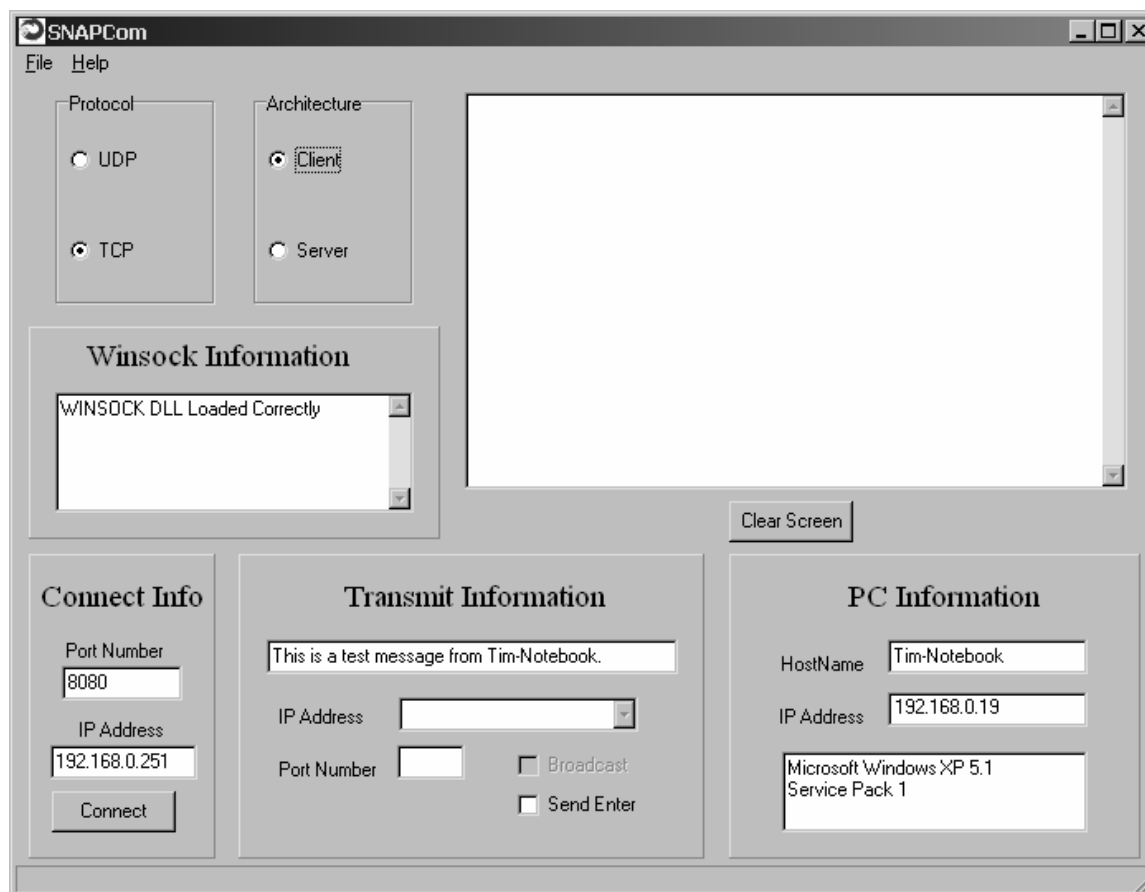 SNAPCom
File Help
Protocol
UDP
TCP
Architecture
Client
Server
Winsock Information
WINSOCK DLL Loaded Correctly
Clear Screen
Connect Info
Port Number
8080
IP Address
192.168.0.251
Connect
Transmit Information
This is a test message from Tim-Notebook.
IP Address
Port Number
Broadcast
Send Enter
PC Information
HostName
Tim-Notebook
IP Address
192.168.0.19
Microsoft Windows XP 5.1
Service Pack 1